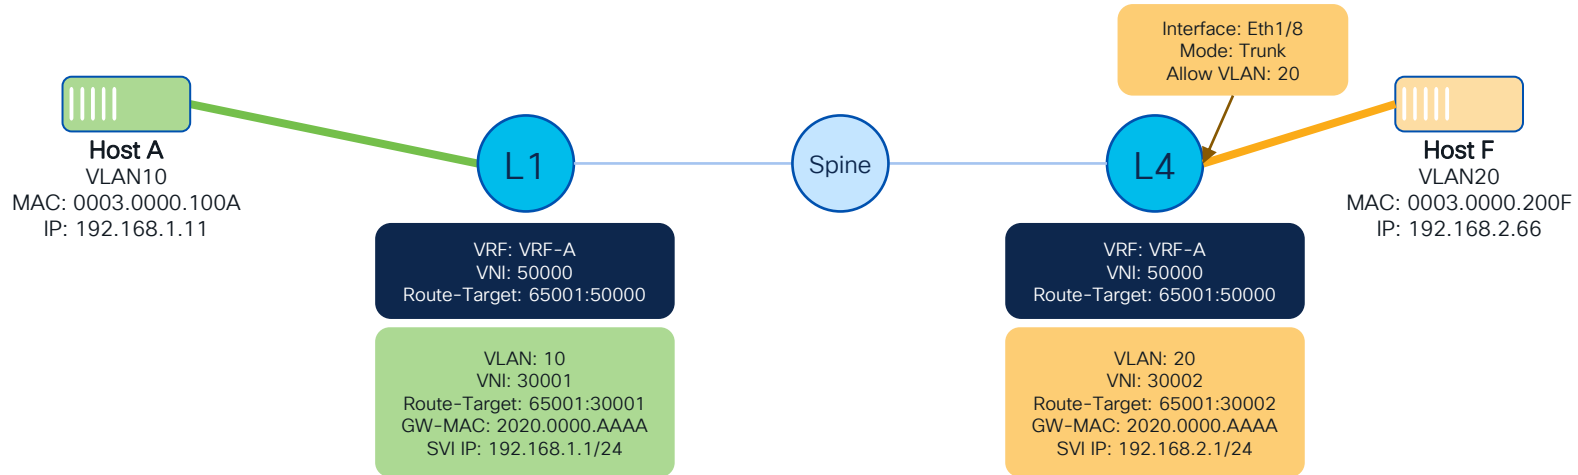 Interface: Eth1/8
Mode: Trunk
Allow VLAN: 20
Host A
VLAN10
MAC: 0003.0000.100A
IP: 192.168.1.11
L1
Spine
L4
Host F
VLAN20
MAC: 0003.0000.200F
IP: 192.168.2.66
VRF: VRF-A
VNI: 50000
Route-Target: 65001:50000
VRF: VRF-A
VNI: 50000
Route-Target: 65001:50000
VLAN: 10
VNI: 30001
Route-Target: 65001:30001
GW-MAC: 2020.0000.AAAA
SVI IP: 192.168.1.1/24
VLAN: 20
VNI: 30002
Route-Target: 65001:30002
GW-MAC: 2020.0000.AAAA
SVI IP: 192.168.2.1/24